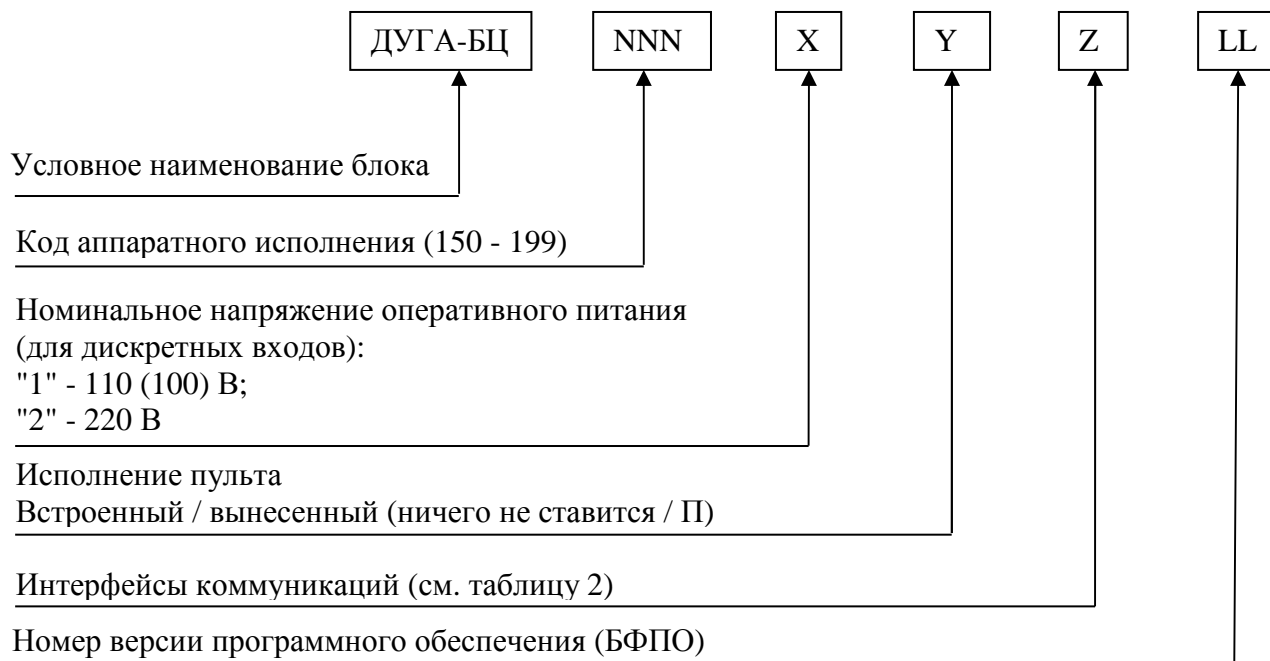 ДУГА-БЦ NNN X Y Z LL
Условное наименование блока
Код аппаратного исполнения (150 - 199)
Номинальное напряжение оперативного питания
(для дискретных входов):
"1" - 110 (100) В;
"2" - 220 В
Исполнение пульта
Встроенный / вынесенный (ничего не ставится / П)
Интерфейсы коммуникаций (см. таблицу 2)
Номер версии программного обеспечения (БФПО)